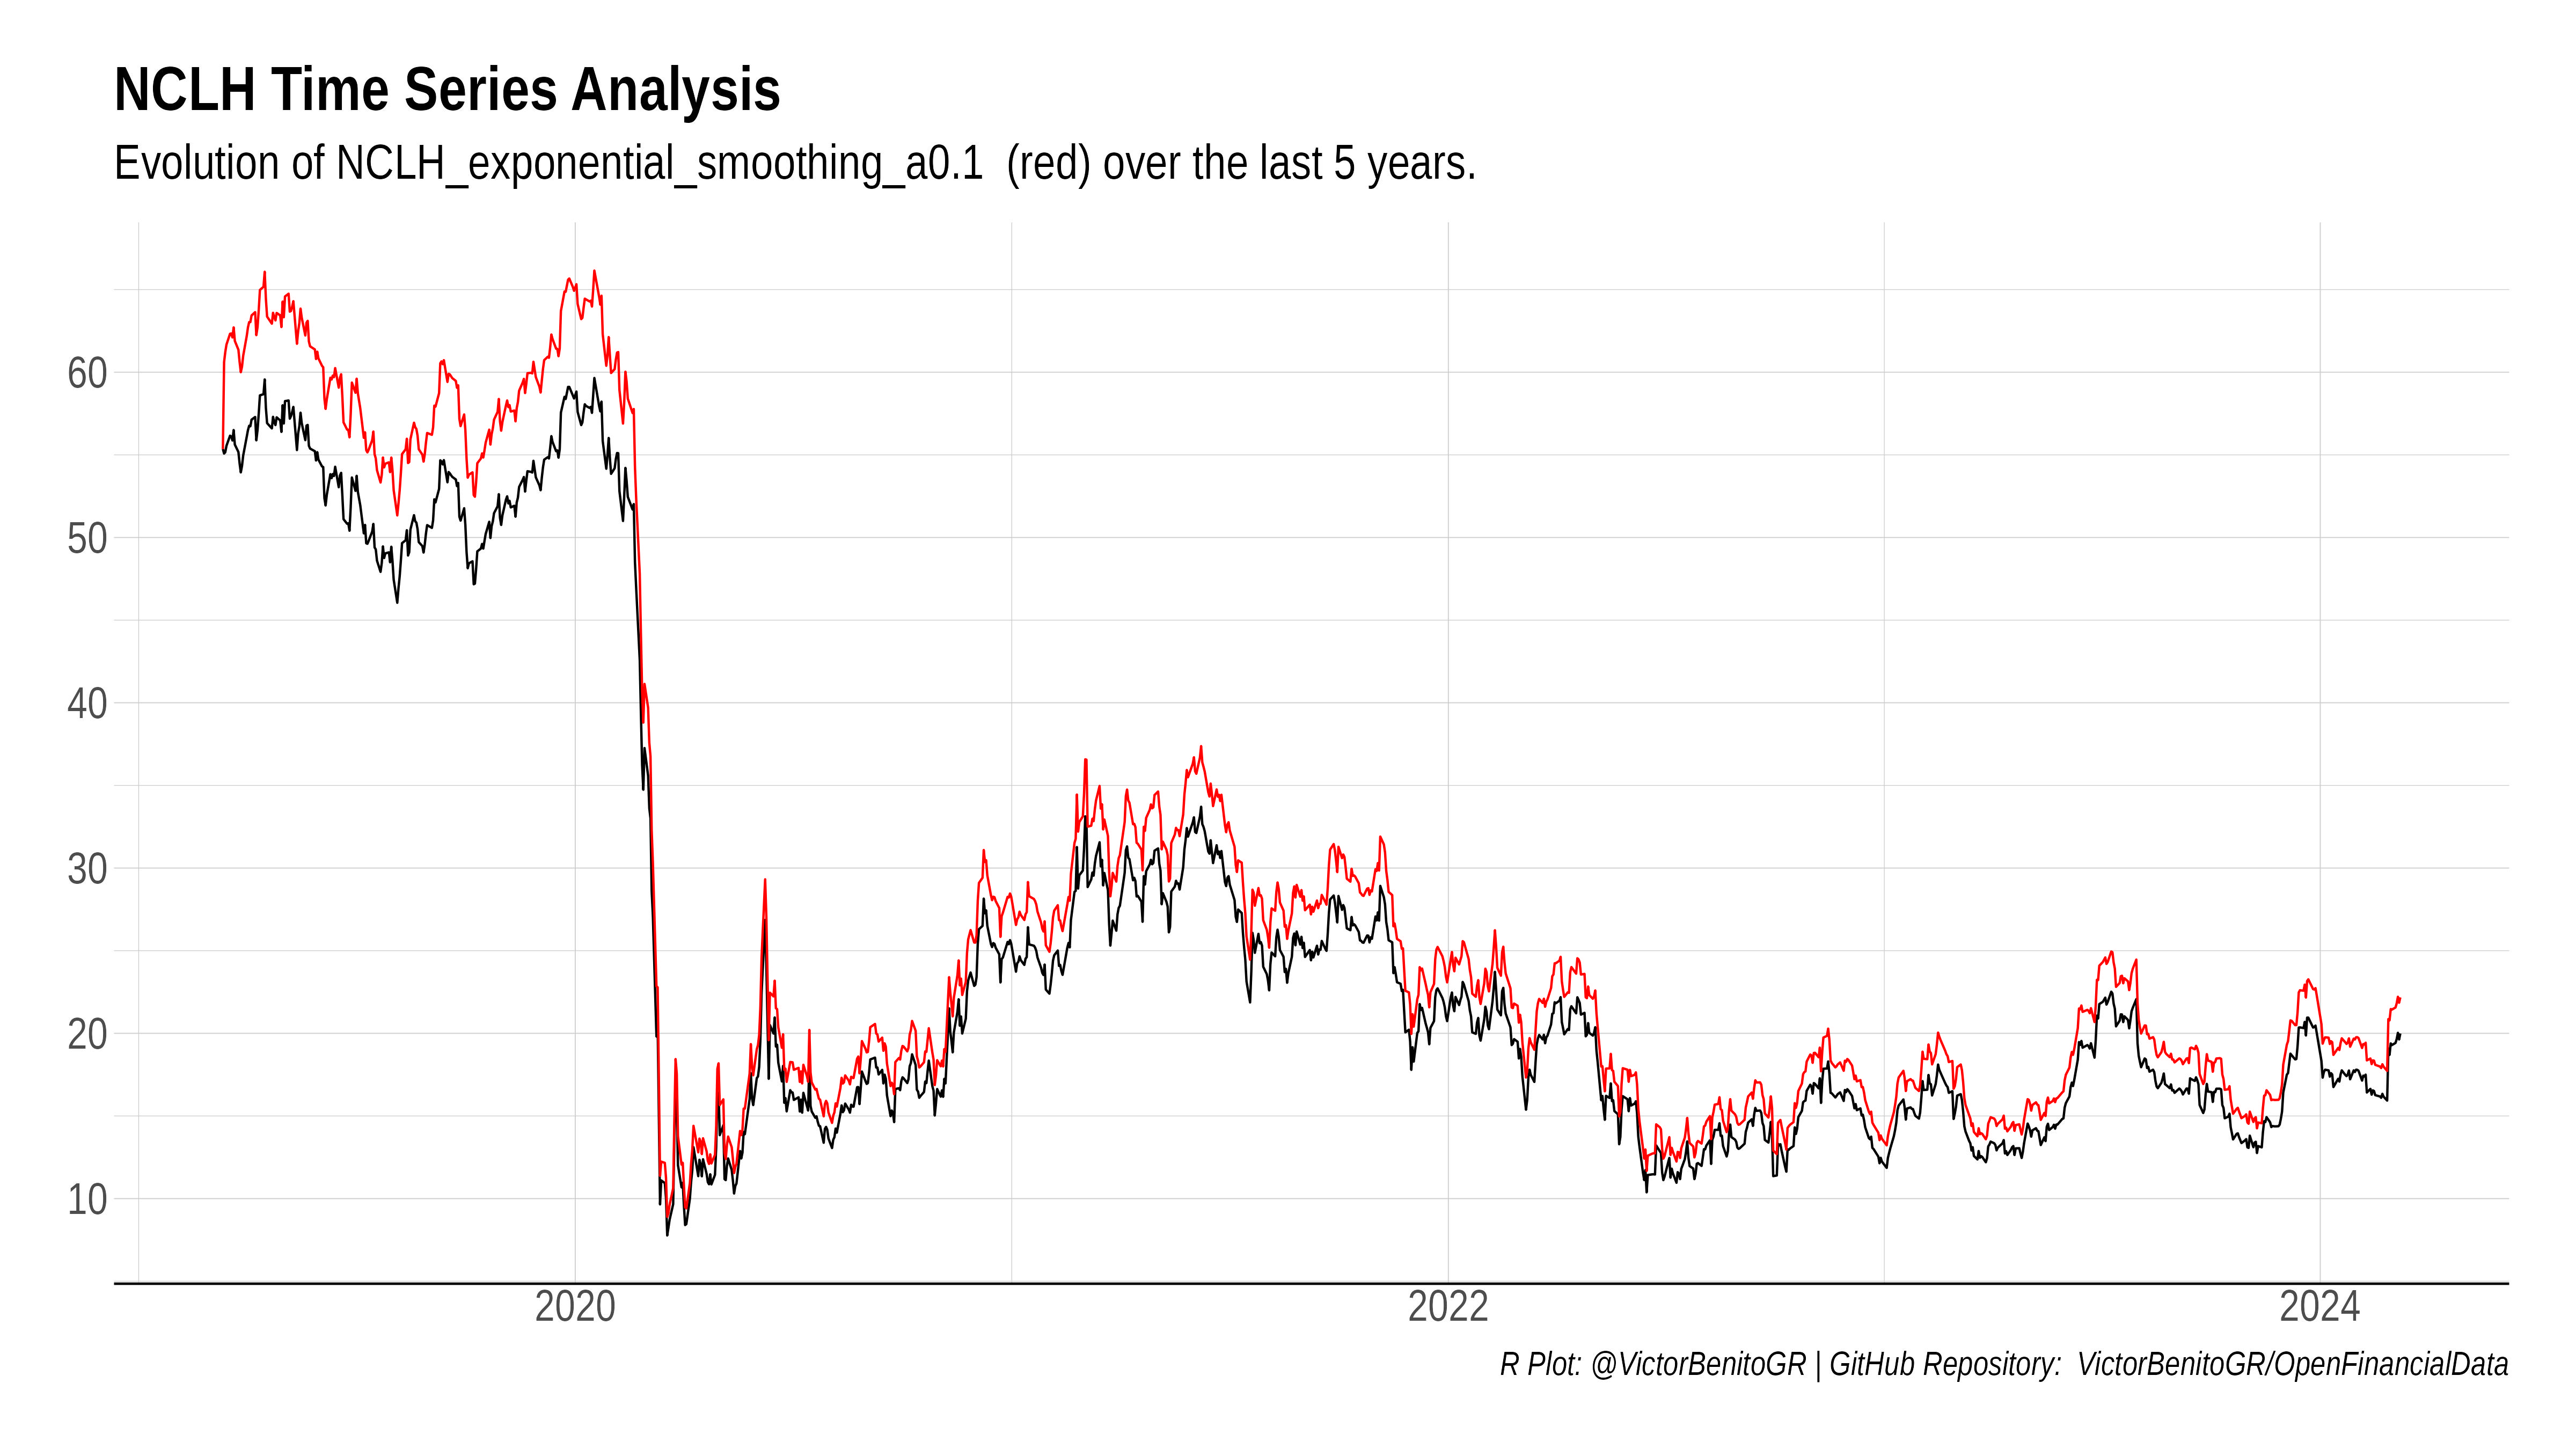 NCLH Time Series Analysis
Evolution of NCLH_exponential_smoothing_a0.1  (red) over the last 5 years.
60
50
40
30
20
10
2020 2022 2024
R Plot: @VictorBenitoGR | GitHub Repository:  VictorBenitoGR/OpenFinancialData